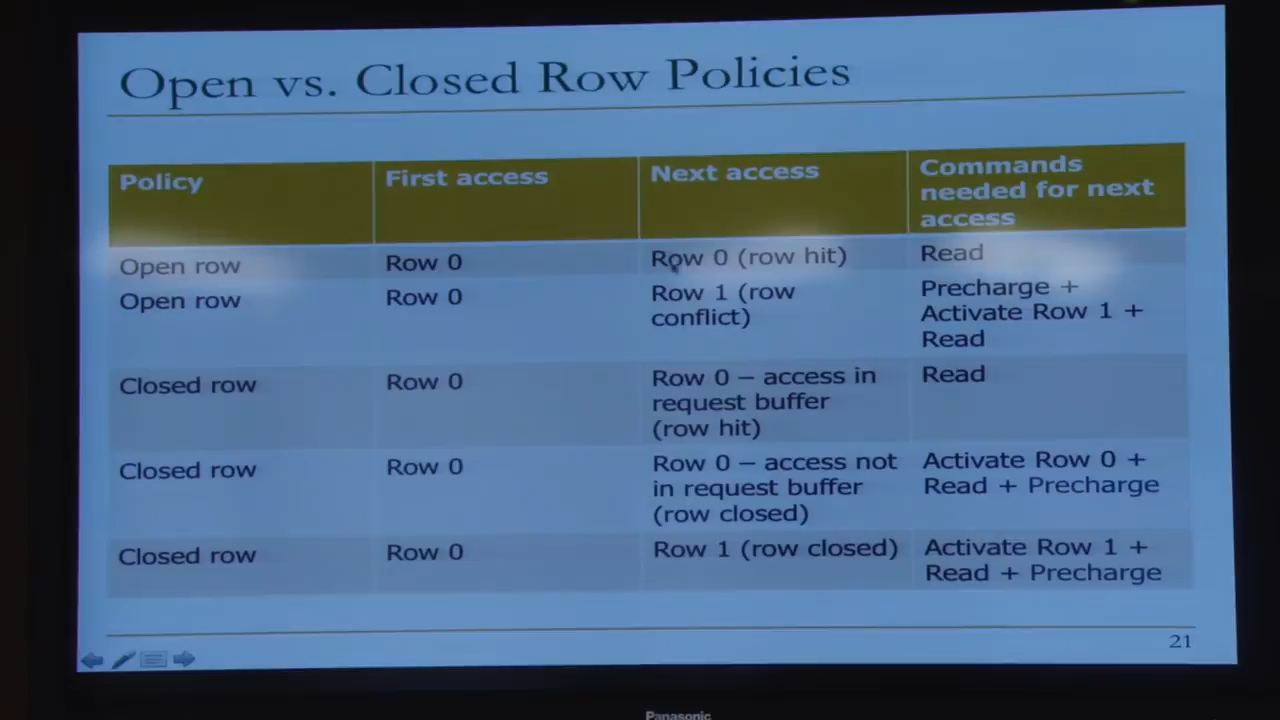 Open vs. Closed Row Policies
Policy
First access
Next access
Commands
needed for next
access
Open row
Row 0
Row 0 (row hit)
Read
Open row
Row 0
Row 1 (row
conflict)
Precharge +
Activate Row 1 +
Read
Closed row
Row 0
Row 0 – access in
request buffer
(row hit)
Read
Closed row
Row 0
Row 0 – access not
in request buffer
(row closed)
Activate Row 0 +
Read + Precharge
Closed row
Row 0
Row 1 (row closed)
Activate Row 1 +
Read + Precharge
21
Panasonic